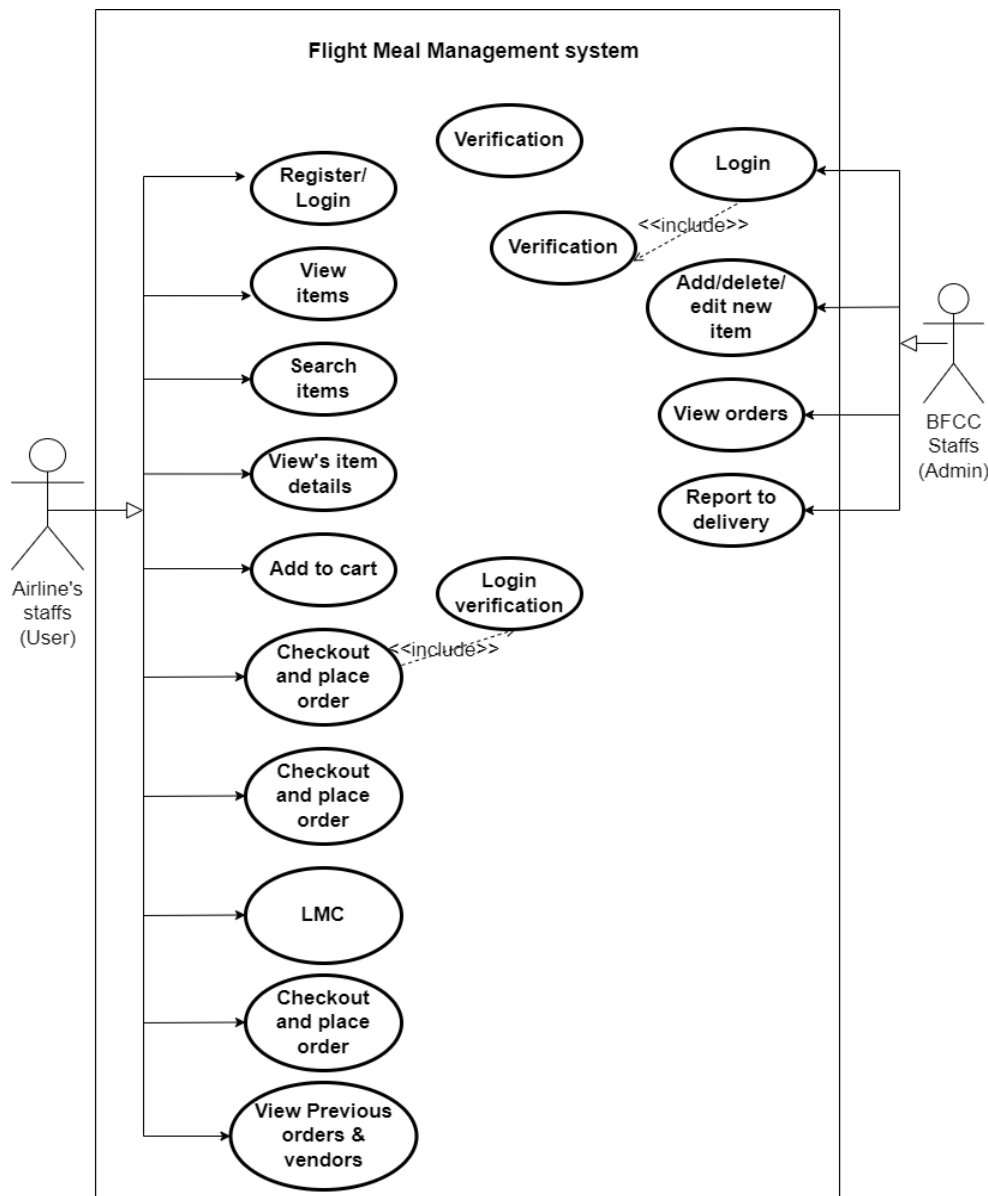 Flight Meal Management system
Verification
Login
Register/
Login
<<include>>
Verification
View
items
Add/delete/
edit new
item
Search
items
View orders
BFCC
Staffs
(Admin)
View's item
details
Report to
delivery
Airline's
staffs
(User)
Add to cart
Login
verification
<<include>>
Checkout
and place
order
Checkout
and place
order
LMC
Checkout
and place
order
View Previous
orders &
vendors